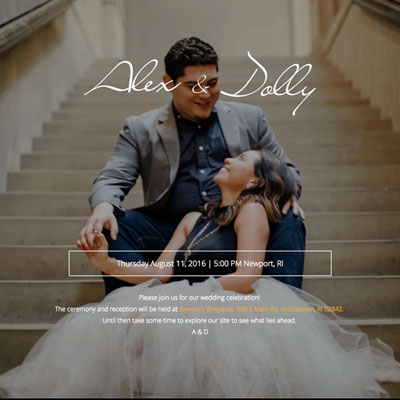 Alex & Dolly
Thursday August 11, 2016 | 5:00 PM Newport, RI
Please join us for our wedding celebration!
The ceremony and reception will be held at Newport Vineyards, 909 E Main Rd, Middletown, RI 02842.
Until then take some time to explore our site to see what lies ahead.
A & D